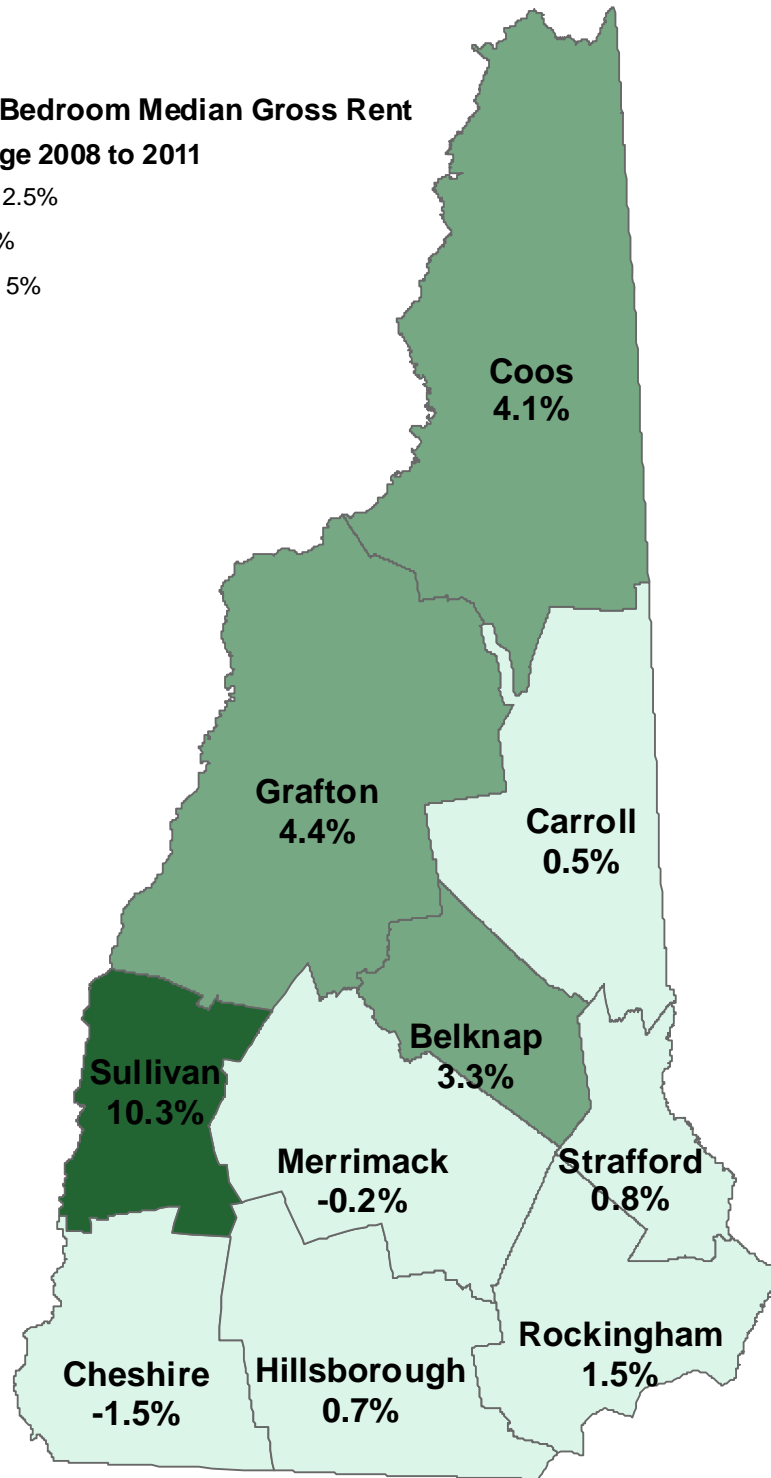 Bedroom Median Gross Rent
ge 2008 to 2011
2.5%
%
5%
Coos
4.1%
Grafton
4.4%
Carroll
0.5%
Belknap
3.3%
Sullivan
10.3%
Merrimack
-0.2%
Strafford
0.8%
Rockingham
1.5%
Cheshire
-1.5%
Hillsborough
0.7%